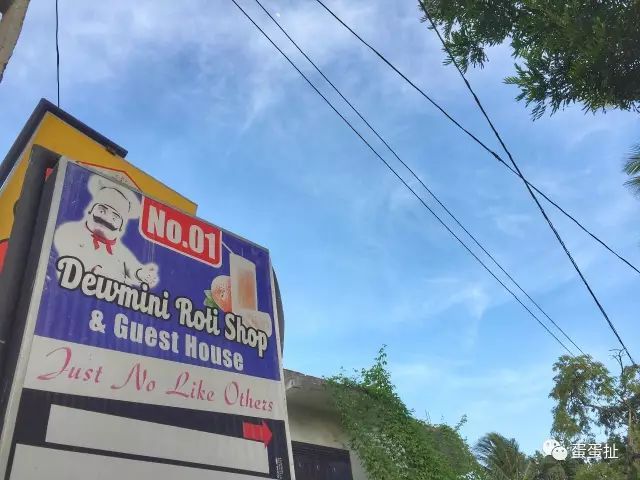 No.01
Dewmini Roti Shop
& Guest House
Just No Like Others
蛋蛋扯